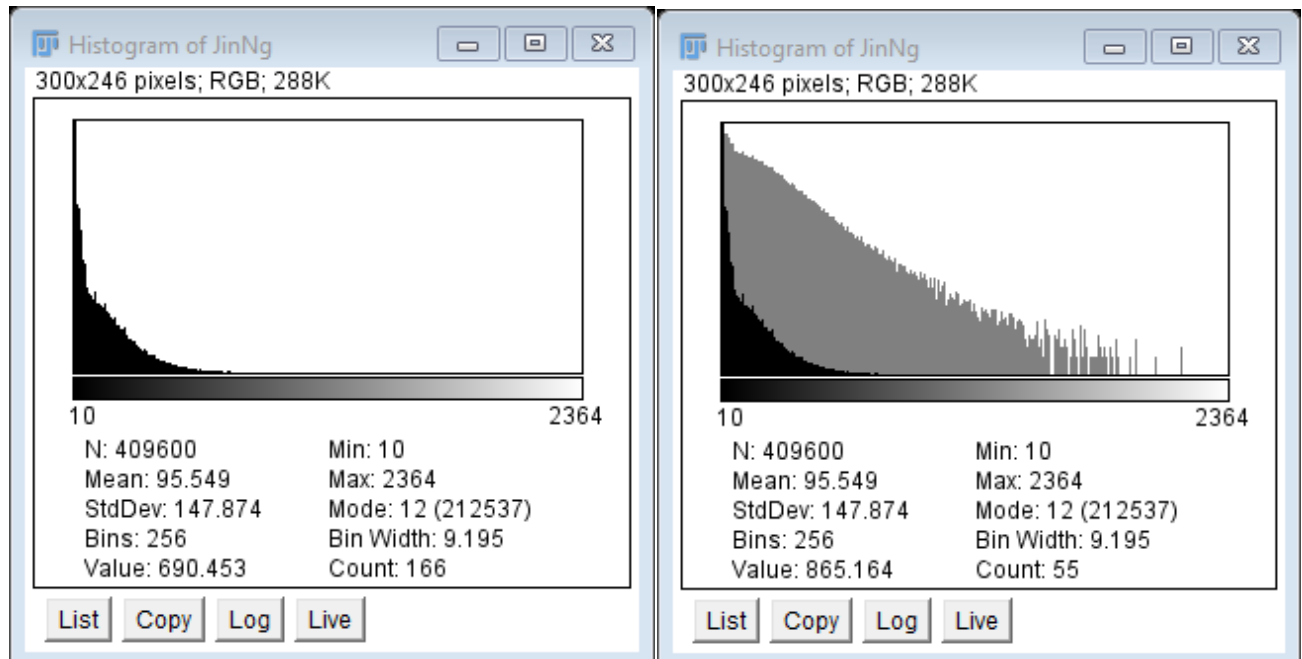 Histogram of JinNg
300x246 pixels; RGB; 288K
10 2364
N: 409600 Min: 10
Mean: 95.549 Max: 2364
StdDev: 147.874 Mode: 12 (212537)
Bins: 256 Bin Width: 9.195
Value: 690.453 Count: 166
List Copy Log Live
Histogram of JinNg
300x246 pixels; RGB; 288K
10 2364
N: 409600 Min: 10
Mean: 95.549 Max: 2364
StdDev: 147.874 Mode: 12 (212537)
Bins: 256 Bin Width: 9.195
Value: 865.164 Count: 55
List Copy Log Live